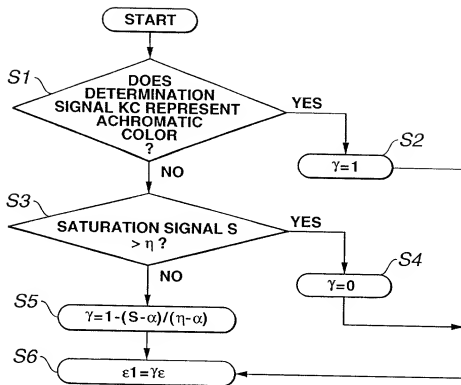 START
S1
DOES
DETERMINATION
SIGNAL KC REPRESENT
ACHROMATIC
COLOR
?
YES
S2
γ=1
NO
S3
SATURATION SIGNAL S
> η ?
YES
S4
γ=0
NO
S5
γ=1-(S-α)/(η-α)
S6
ε1=γε